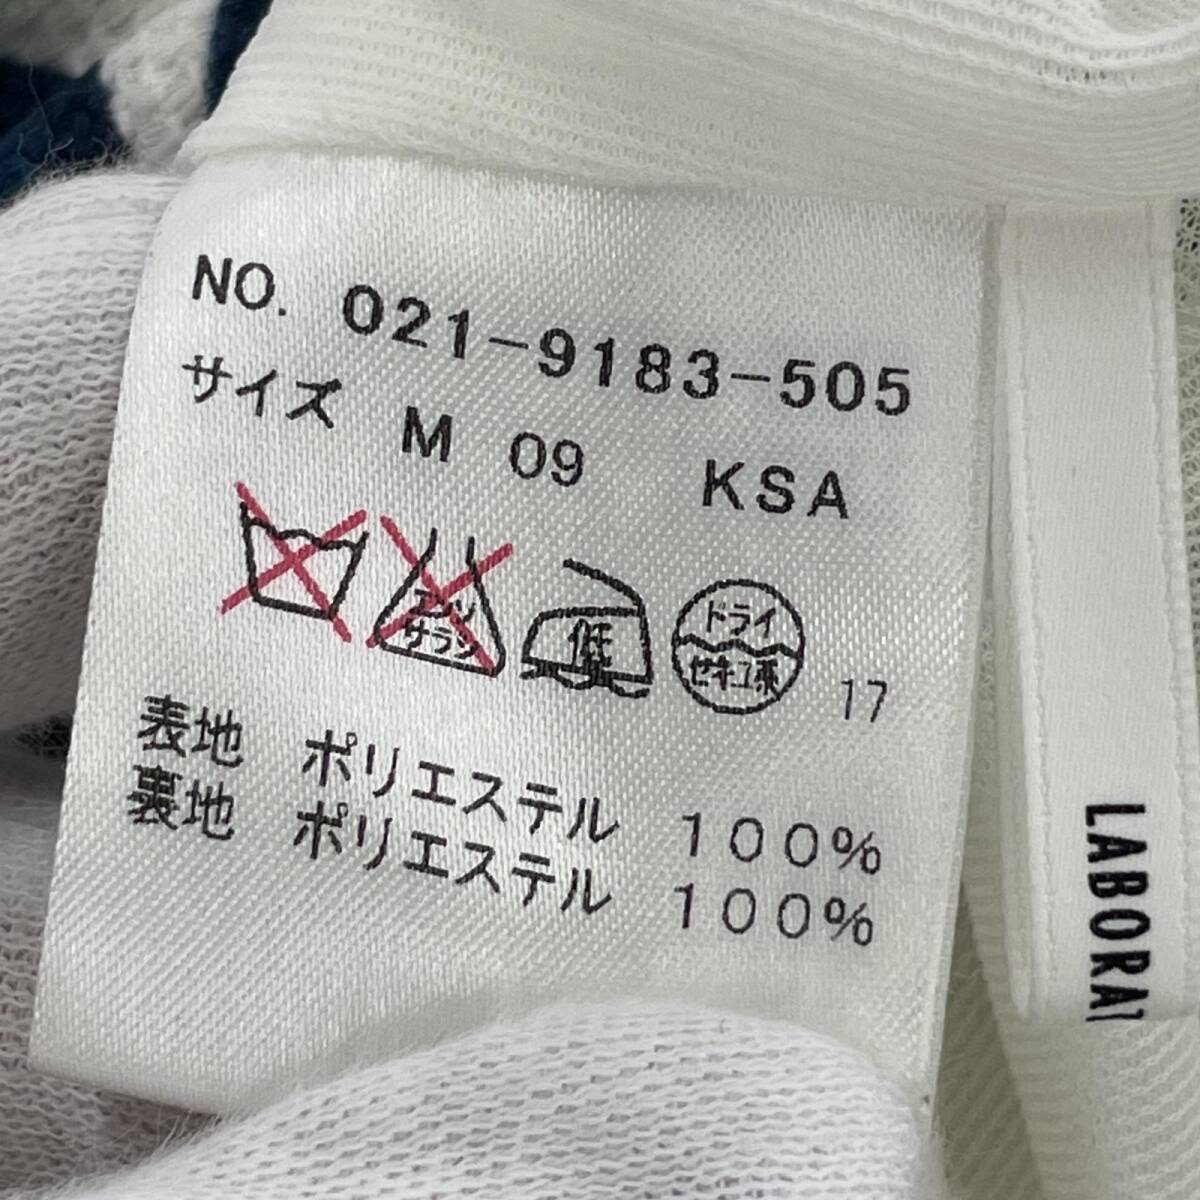 NO. 021-9183-505
サイズ M 09 KSA
エンソ
サラシ
低
ドライ
セキユ系
17
表地 ポリエステル 100%
裏地 ポリエステル 100%
LABORAT